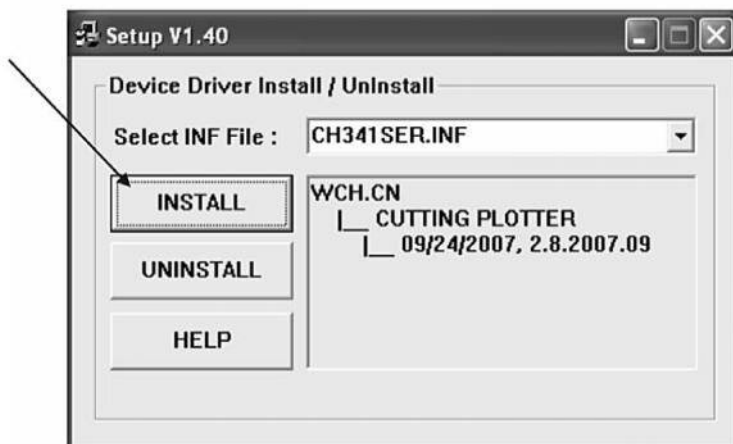 Setup V1.40
Device Driver Install / UnInstall
Select INF File :
CH341SER.INF
INSTALL
UNINSTALL
HELP
WCH.CN
|__ CUTTING PLOTTER
|__ 09/24/2007, 2.8.2007.09